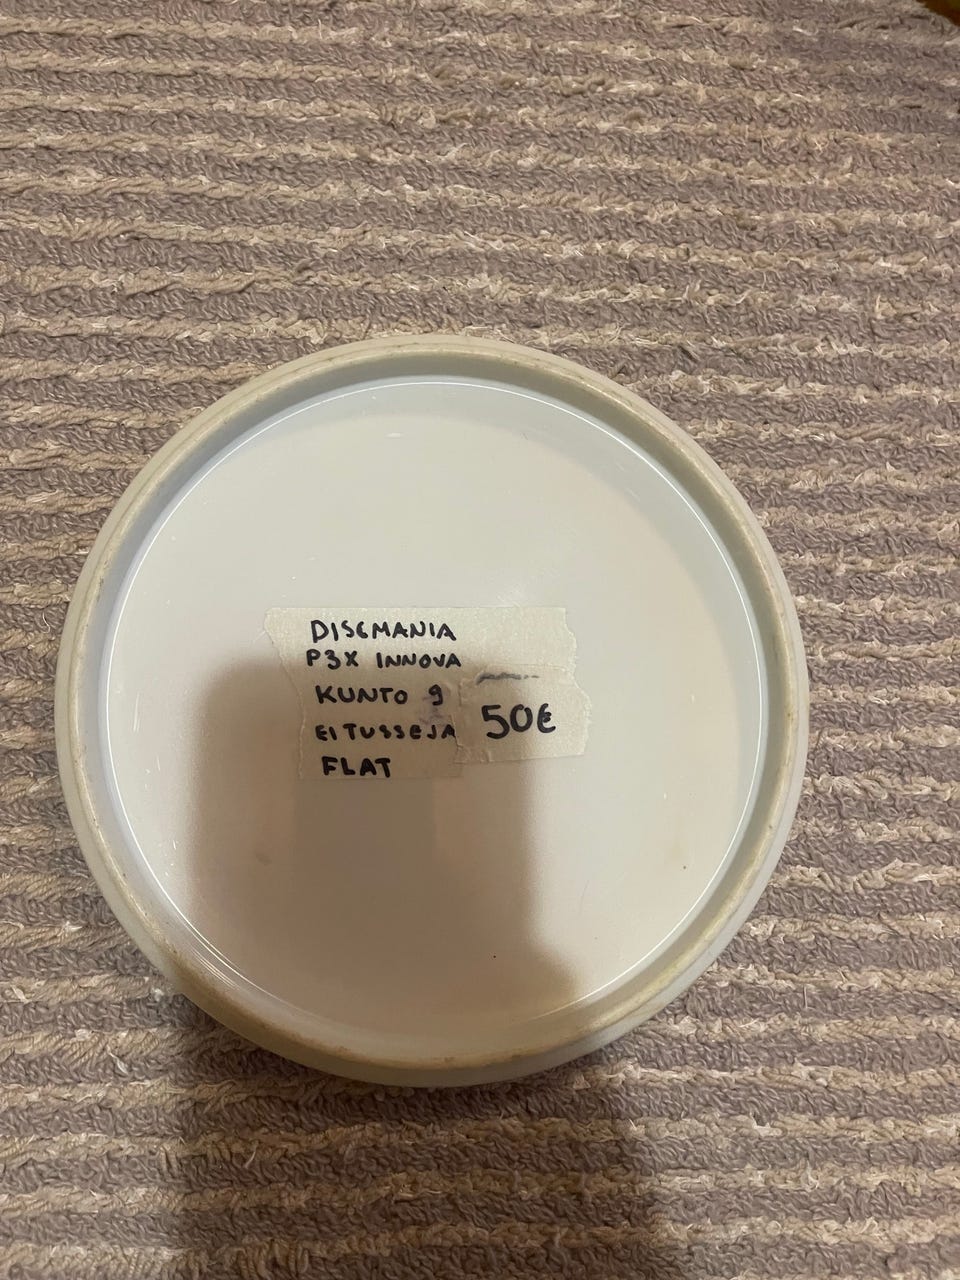 DISCMANIA
P3X INNOVA
KUNTO 9
EI TUSSEJA
FLAT
50€